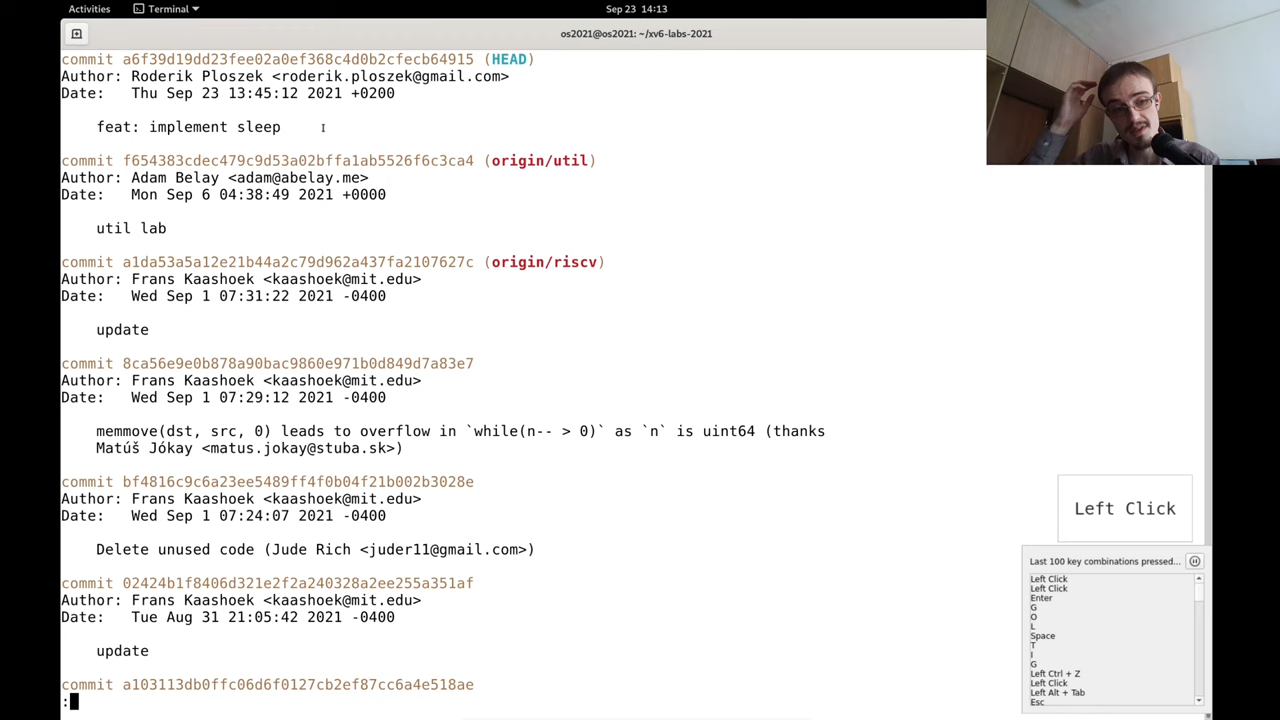 Activities
Terminal
Sep 23 14:13
os2021@os2021: ~/xv6-labs-2021
commit a6f39d19dd23fee02a0ef368c4d0b2cfecb64915 (HEAD)
Author: Roderik Ploszek <roderik.ploszek@gmail.com>
Date:   Thu Sep 23 13:45:12 2021 +0200
feat: implement sleep
commit f654383cdec479c9d53a02bffa1ab5526f6c3ca4 (origin/util)
Author: Adam Belay <adam@abelay.me>
Date:   Mon Sep 6 04:38:49 2021 +0000
util lab
commit a1da53a5a12e21b44a2c79d962a437fa2107627c (origin/riscv)
Author: Frans Kaashoek <kaashoek@mit.edu>
Date:   Wed Sep 1 07:31:22 2021 -0400
update
commit 8ca56e9e0b878a90bac9860e971b0d849d7a83e7
Author: Frans Kaashoek <kaashoek@mit.edu>
Date:   Wed Sep 1 07:29:12 2021 -0400
memmove(dst, src, 0) leads to overflow in `while(n-- > 0)` as `n` is uint64 (thanks
Matúš Jókay <matus.jokay@stuba.sk>)
commit bf4816c9c6a23ee5489ff4f0b04f21b002b3028e
Author: Frans Kaashoek <kaashoek@mit.edu>
Date:   Wed Sep 1 07:24:07 2021 -0400
Delete unused code (Jude Rich <juder11@gmail.com>)
commit 02424b1f8406d321e2f2a240328a2ee255a351af
Author: Frans Kaashoek <kaashoek@mit.edu>
Date:   Tue Aug 31 21:05:42 2021 -0400
update
commit a103113db0ffc06d6f0127cb2ef87cc6a4e518ae
:
Left Click
Last 100 key combinations pressed...
Left Click
Left Click
Enter
G
O
L
Space
T
I
G
Left Ctrl + Z
Left Click
Left Alt + Tab
Esc